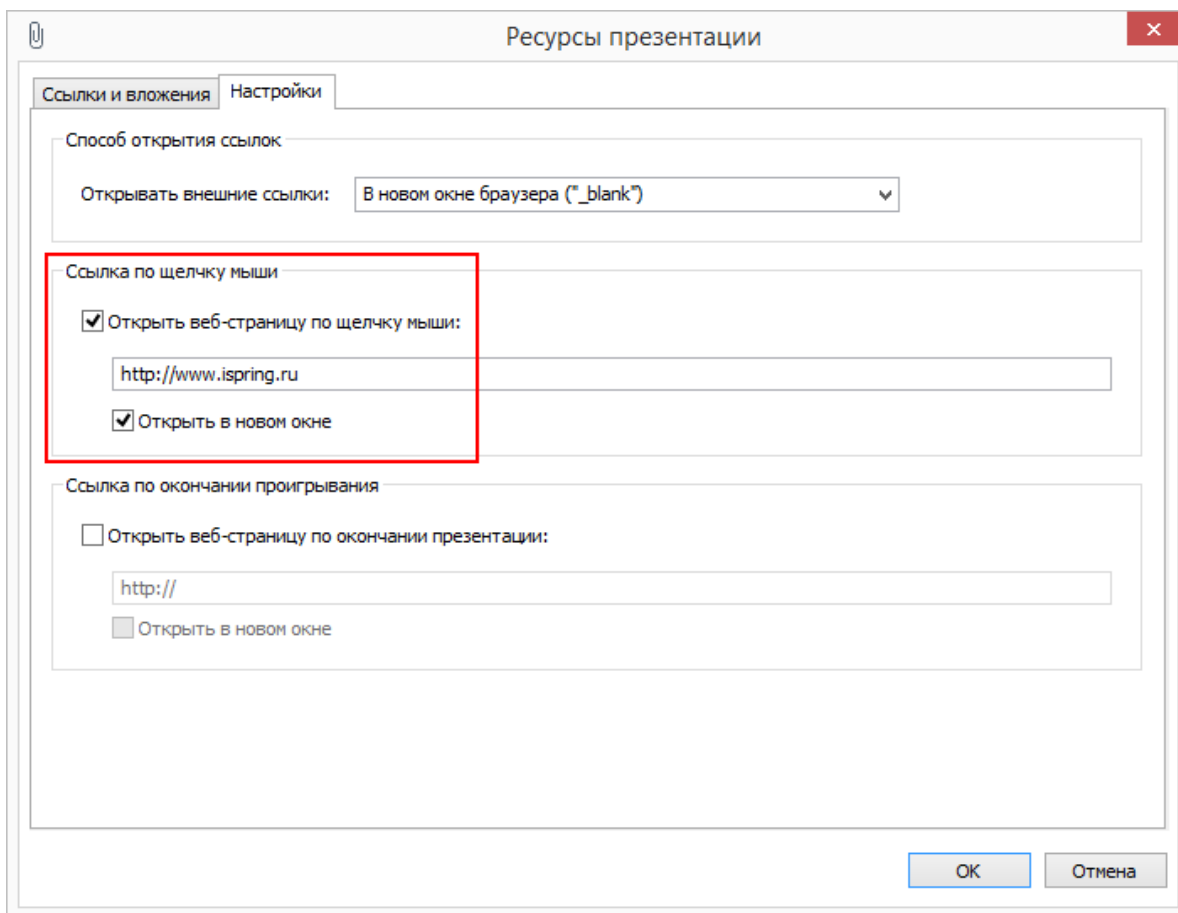 Ресурсы презентации
Ссылки и вложения
Настройки
Способ открытия ссылок
Открывать внешние ссылки: В новом окне браузера ("_blank")
Ссылка по щелчку мыши
Открыть веб-страницу по щелчку мыши:
http://www.ispring.ru
Открыть в новом окне
Ссылка по окончании проигрывания
Открыть веб-страницу по окончании презентации:
http://
Открыть в новом окне
OK
Отмена